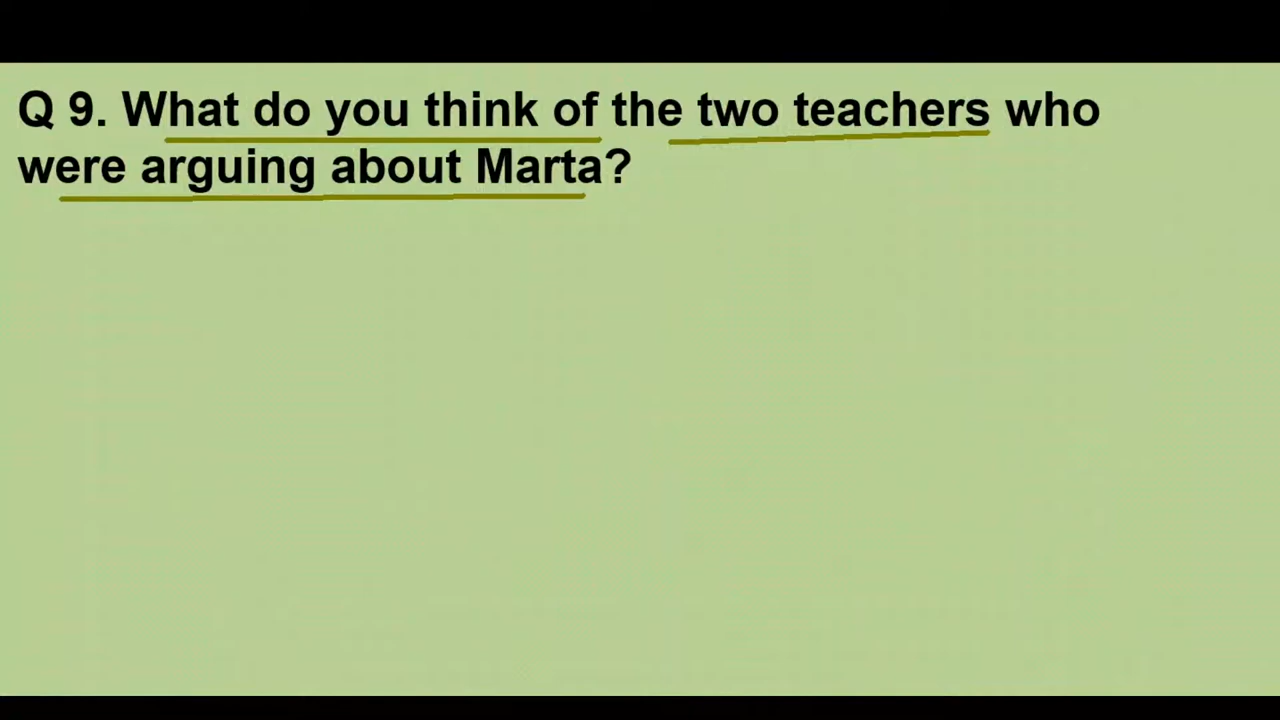 Q 9. What do you think of the two teachers who
were arguing about Marta?